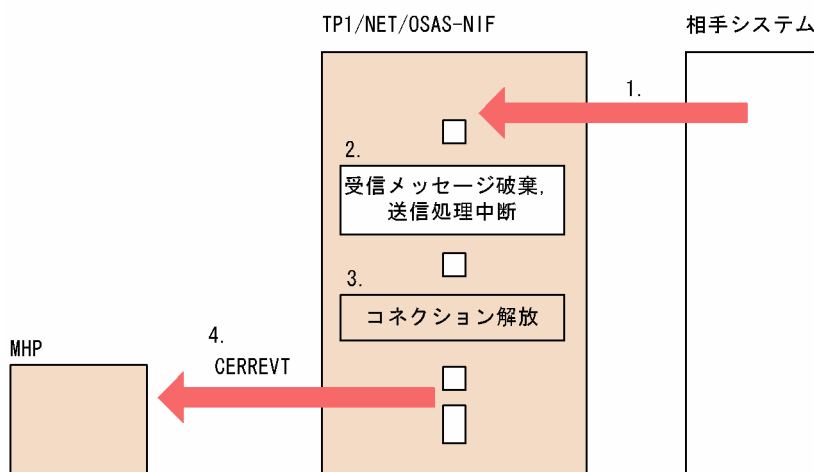 TP1/NET/OSAS-NIF
相手システム
1.
2.
受信メッセージ破棄,
送信処理中断
3.
コネクション解放
4.
CERREVT
MHP